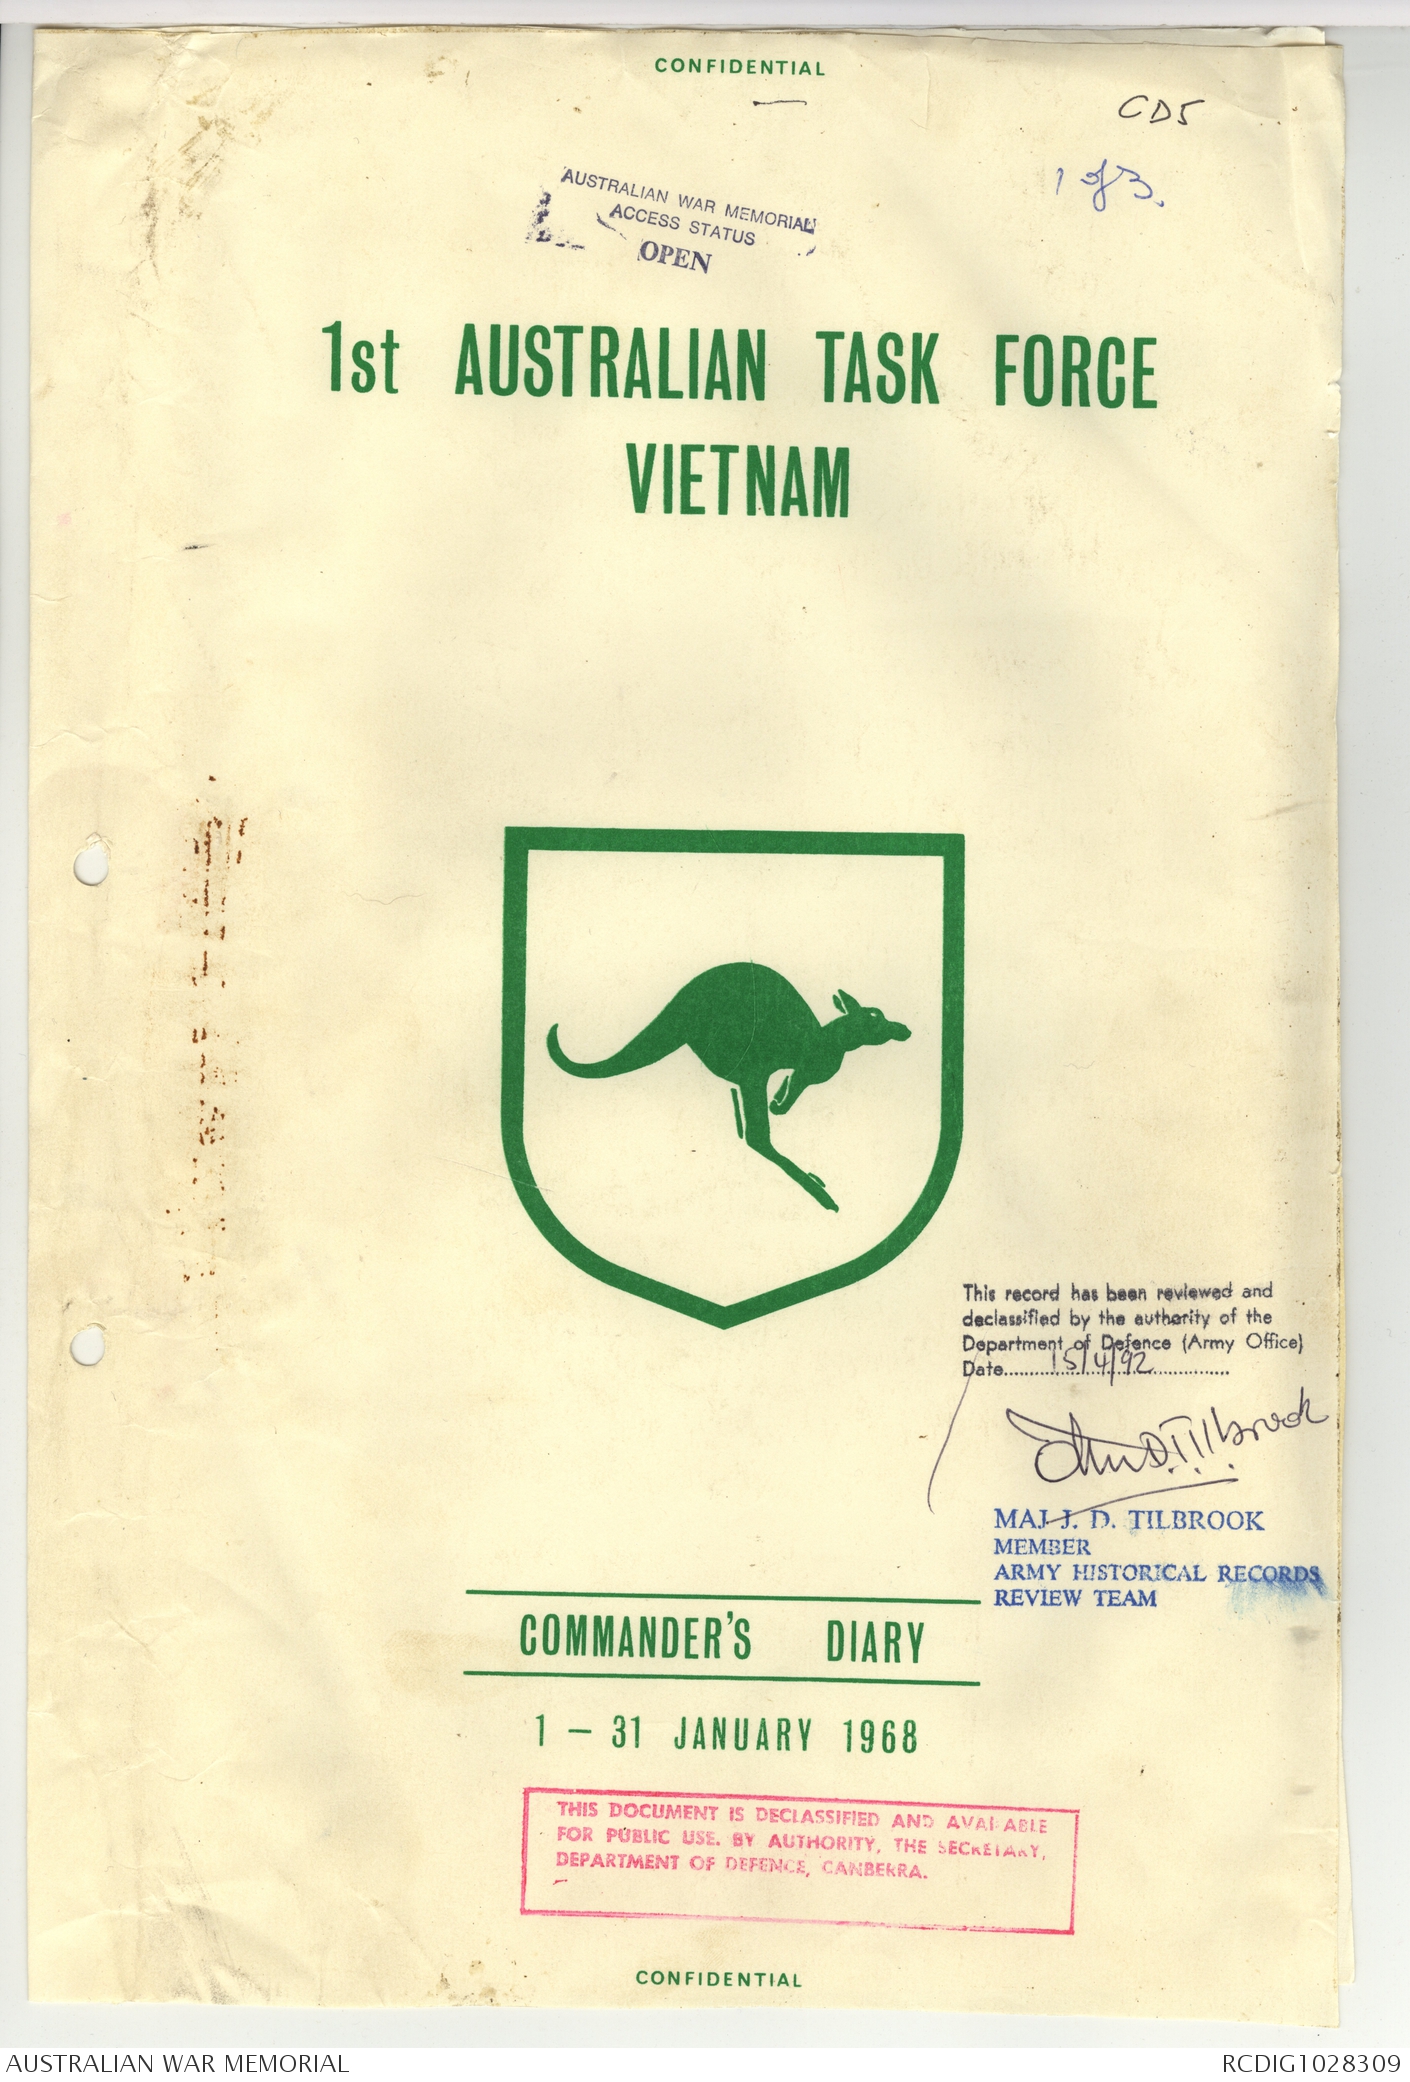 CONFIDENTIAL
CD5
1 of 3.
AUSTRALIAN WAR MEMORIAL
ACCESS STATUS
OPEN
1st AUSTRALIAN TASK FORCE
VIETNAM
This record has been reviewed and
declassified by the authority of the
Department of Defence (Army Office)
Date 15/4/92
John D. Tilbrook
MAJ J. D. TILBROOK
MEMBER
ARMY HISTORICAL RECORDS
REVIEW TEAM
COMMANDER'S DIARY
1 – 31 JANUARY 1968
THIS DOCUMENT IS DECLASSIFIED AND AVAILABLE
FOR PUBLIC USE. BY AUTHORITY, THE SECRETARY,
DEPARTMENT OF DEFENCE, CANBERRA.
CONFIDENTIAL
AUSTRALIAN WAR MEMORIAL
RCDIG1028309